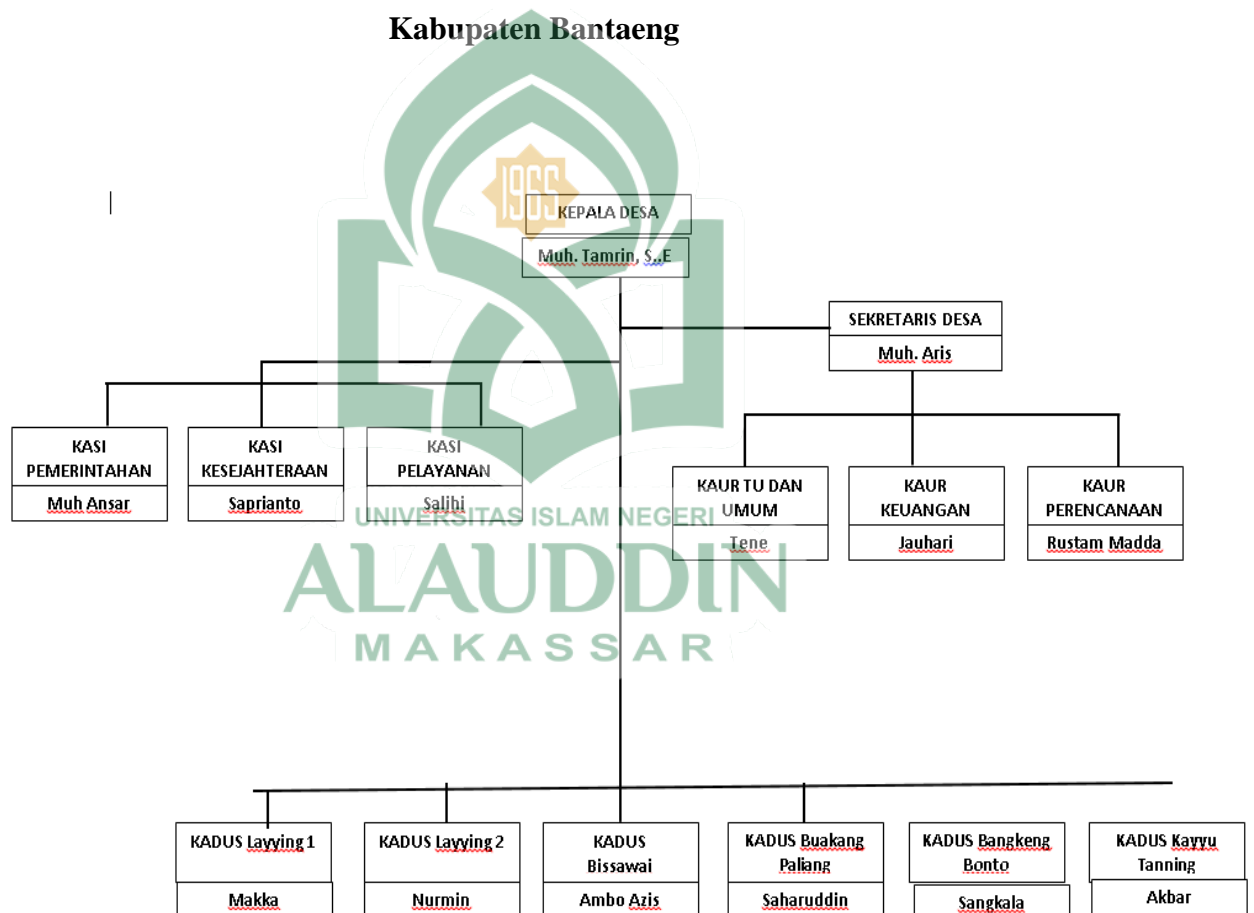 Kabupaten Bantaeng
1965
KEPALA DESA
Muh. Tamrin, S..E
SEKRETARIS DESA
Muh. Aris
KASI
PEMERINTAHAN
Muh Ansar
KASI
KESEJAHTERAAN
Saprianto
KASI
PELAYANAN
Salihi
KAUR TU DAN
UMUM
Tene
KAUR
KEUANGAN
Jauhari
KAUR
PERENCANAAN
Rustam Madda
UNIVERSITAS ISLAM NEGERI
ALAUDDIN
MAKASSAR
KADUS Layying 1
Makka
KADUS Layying 2
Nurmin
KADUS
Bissawai
Ambo Azis
KADUS Buakang
Paliang
Saharuddin
KADUS Bangkeng
Bonto
Sangkala
KADUS Kayyu
Tanning
Akbar